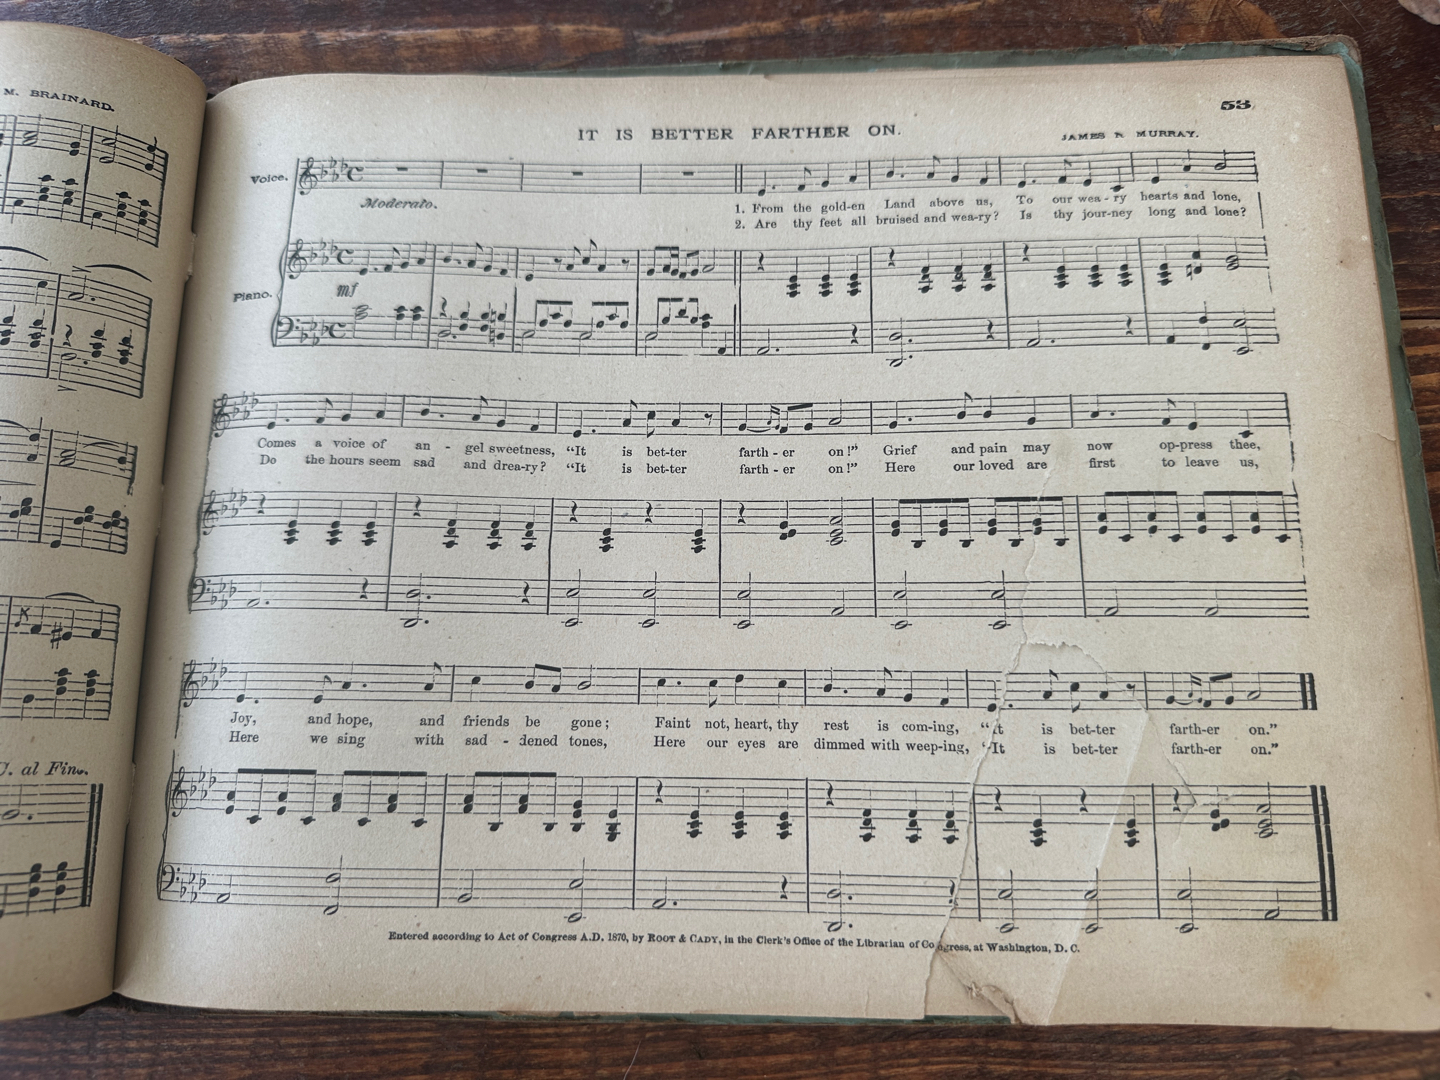 M. BRAINARD.
C. al Fine.
53
IT IS BETTER FARTHER ON.
JAMES R. MURRAY.
Voice.
Moderato.
1. From the gold-en Land above us, To our wea-ry hearts and lone,
2. Are thy feet all bruised and wea-ry? Is thy jour-ney long and lone?
Piano.
mf
Comes a voice of an - gel sweetness, “It is bet-ter farth - er on!” Grief and pain may now op-press thee,
Do the hours seem sad and drea-ry? “It is bet-ter farth - er on!” Here our loved are first to leave us,
Joy, and hope, and friends be gone; Faint not, heart, thy rest is com-ing, “It is bet-ter farth-er on.”
Here we sing with sad - dened tones, Here our eyes are dimmed with weep-ing, “It is bet-ter farth-er on.”
Entered according to Act of Congress A.D. 1870, by ROOT & CADY, in the Clerk's Office of the Librarian of Congress, at Washington, D. C.